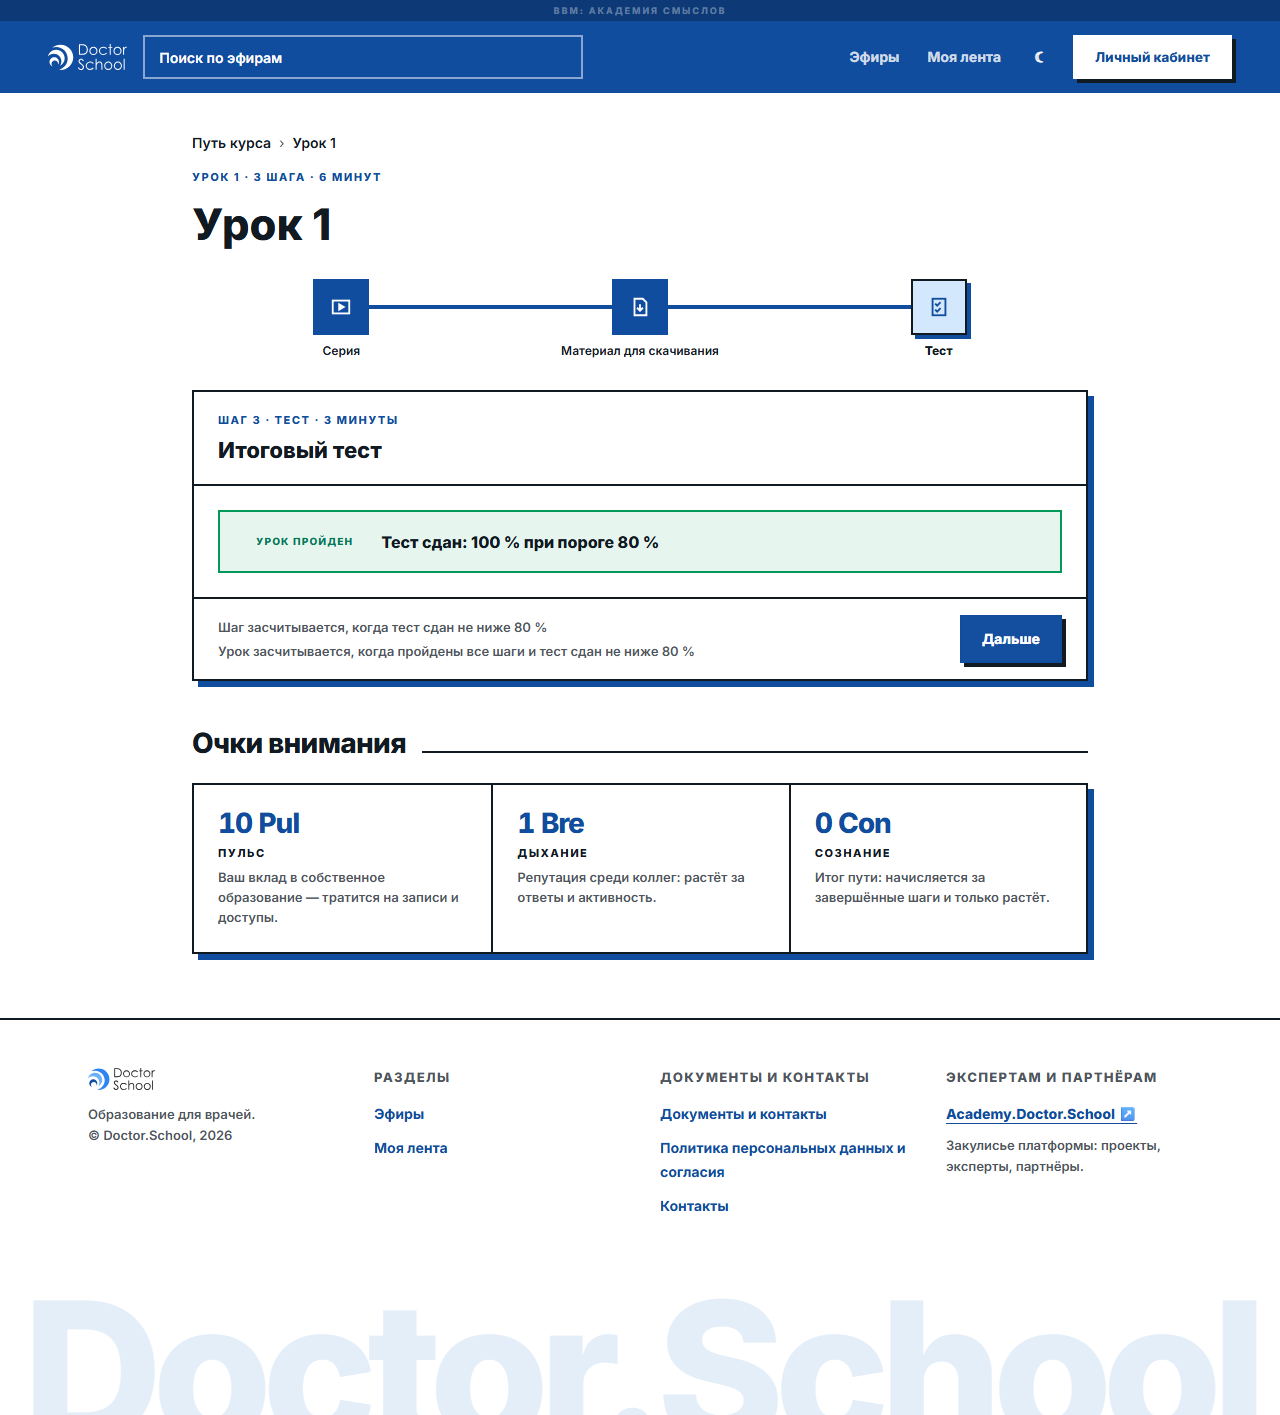 ВВМ: АКАДЕМИЯ СМЫСЛОВ
Doctor School
Поиск по эфирам
Эфиры
Моя лента
Личный кабинет
Путь курса › Урок 1
УРОК 1 · 3 ШАГА · 6 МИНУТ
Урок 1
Серия
Материал для скачивания
Тест
ШАГ 3 · ТЕСТ · 3 МИНУТЫ
Итоговый тест
УРОК ПРОЙДЕН
Тест сдан: 100 % при пороге 80 %
Шаг засчитывается, когда тест сдан не ниже 80 %
Урок засчитывается, когда пройдены все шаги и тест сдан не ниже 80 %
Дальше
Очки внимания
10 Pul
ПУЛЬС
Ваш вклад в собственное
образование — тратится на записи и
доступы.
1 Bre
ДЫХАНИЕ
Репутация среди коллег: растёт за
ответы и активность.
0 Con
СОЗНАНИЕ
Итог пути: начисляется за
завершённые шаги и только растёт.
Doctor School
Образование для врачей.
© Doctor.School, 2026
РАЗДЕЛЫ
Эфиры
Моя лента
ДОКУМЕНТЫ И КОНТАКТЫ
Документы и контакты
Политика персональных данных и
согласия
Контакты
ЭКСПЕРТАМ И ПАРТНЁРАМ
Academy.Doctor.School ↗
Закулисье платформы: проекты,
эксперты, партнёры.
Doctor.School